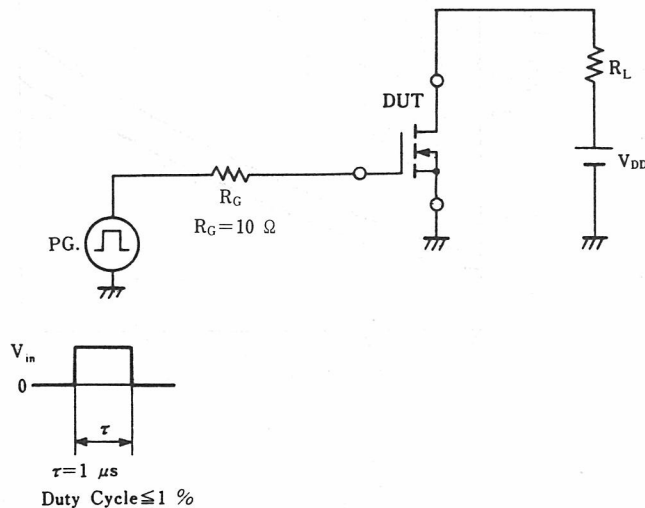 DUT
R_L
V_DD
R_G
R_G=10 Ω
PG.
V_in
0
τ
τ=1 μs
Duty Cycle≦1 %